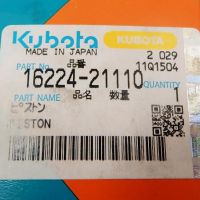 Kubota KUBOTA
MADE IN JAPAN 2 029
PART No. 品番 11Q1504
16224-21110
PART NAME 品名 数量 QUANTITY
ピストン 1
PISTON